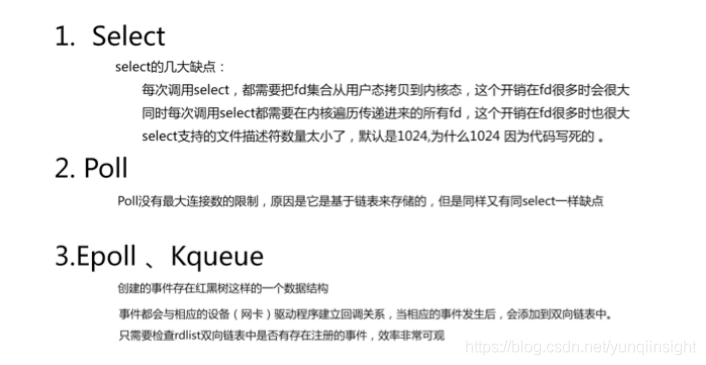 1. Select
select的几大缺点：
每次调用select，都需要把fd集合从用户态拷贝到内核态，这个开销在fd很多时会很大
同时每次调用select都需要在内核遍历传递进来的所有fd，这个开销在fd很多时也很大
select支持的文件描述符数量太小了，默认是1024,为什么1024 因为代码写死的 。
2. Poll
Poll没有最大连接数的限制，原因是它是基于链表来存储的，但是同样又有同select一样缺点
3.Epoll 、Kqueue
创建的事件存在红黑树这样的一个数据结构
事件都会与相应的设备（网卡）驱动程序建立回调关系，当相应的事件发生后，会添加到双向链表中。
只需要检查rdlist双向链表中是否有存在注册的事件，效率非常可观
https://blog.csdn.net/yunqiinsight